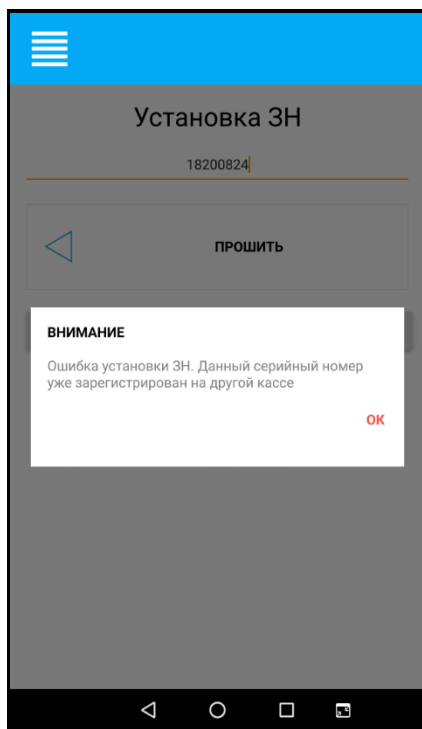 Установка ЗН
18200824
ПРОШИТЬ
ВНИМАНИЕ
Ошибка установки ЗН. Данный серийный номер
уже зарегистрирован на другой кассе
ОК